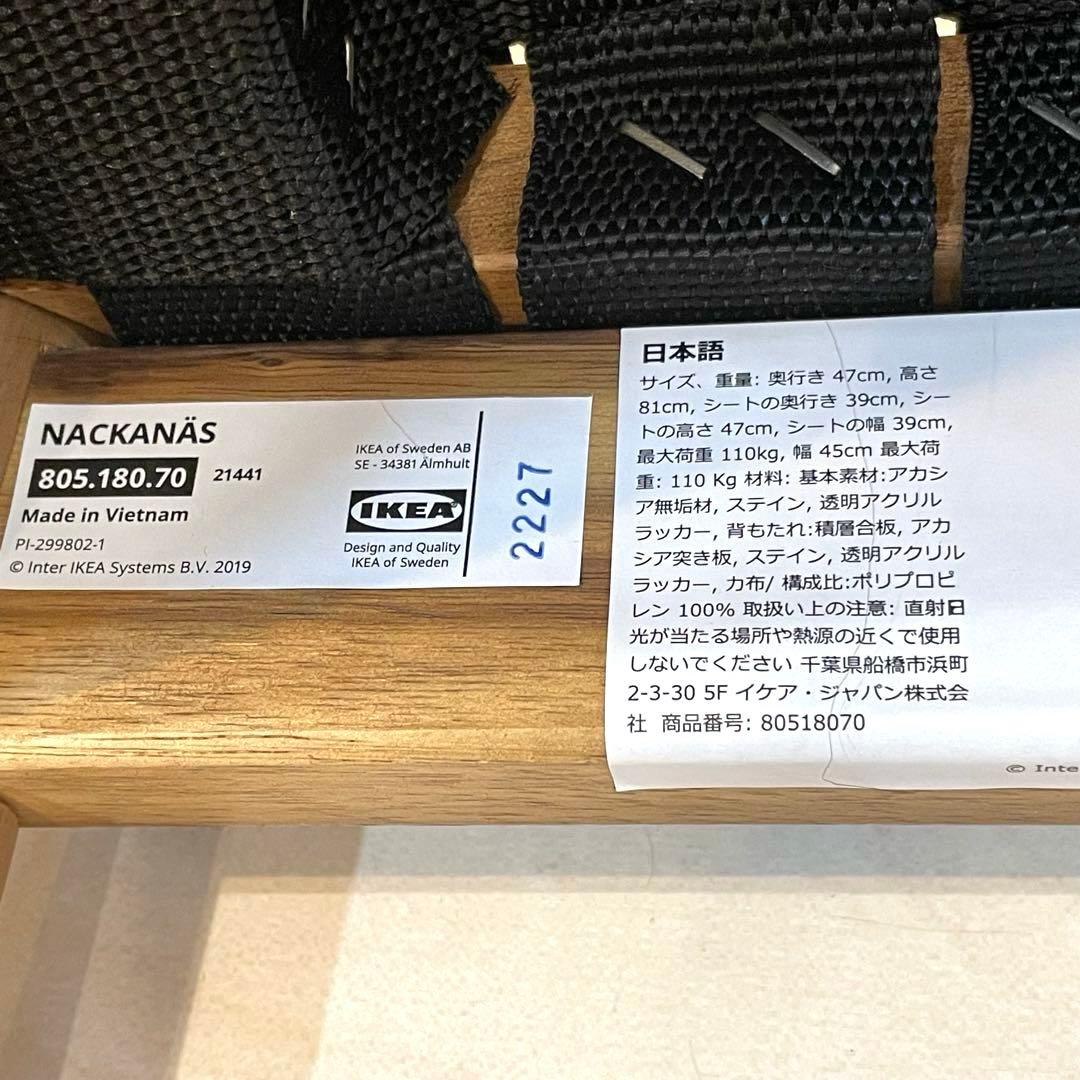 NACKANÄS
805.180.70 21441
Made in Vietnam
PI-299802-1
© Inter IKEA Systems B.V. 2019
IKEA of Sweden AB
SE - 34381 Älmhult
IKEA
Design and Quality
IKEA of Sweden
2227
日本語
サイズ、重量: 奥行き 47cm, 高さ
81cm, シートの奥行き 39cm, シー
トの高さ 47cm, シートの幅 39cm,
最大荷重 110kg, 幅 45cm 最大荷
重: 110 Kg 材料: 基本素材:アカシ
ア無垢材, ステイン, 透明アクリル
ラッカー, 背もたれ:積層合板, アカ
シア突き板, ステイン, 透明アクリル
ラッカー, 力布/ 構成比:ポリプロピ
レン 100% 取扱い上の注意: 直射日
光が当たる場所や熱源の近くで使用
しないでください 千葉県船橋市浜町
2-3-30 5F イケア・ジャパン株式会
社 商品番号: 80518070
© Inte